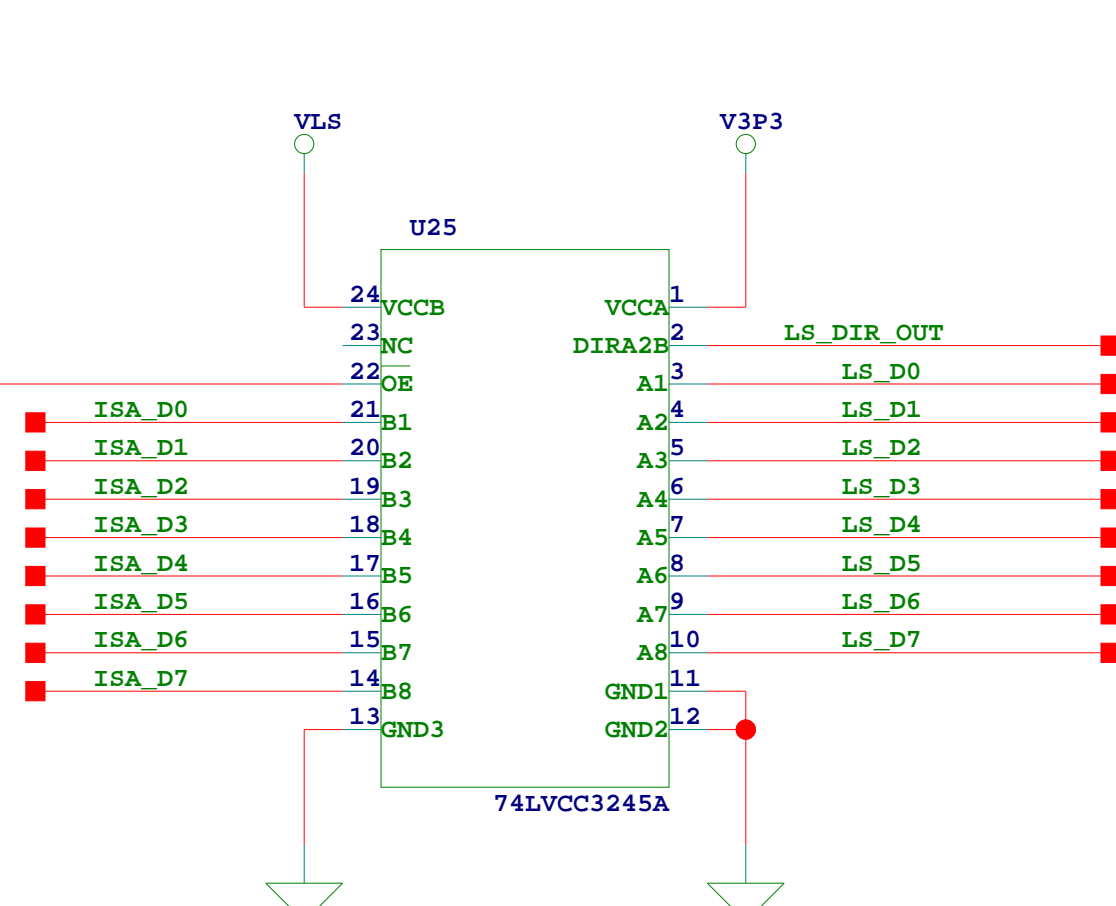 VLS V3P3
U25
24 VCCB VCCA 1
23 NC DIRA2B 2 LS_DIR_OUT
22 OE A1 3 LS_D0
ISA_D0 21 B1 A2 4 LS_D1
ISA_D1 20 B2 A3 5 LS_D2
ISA_D2 19 B3 A4 6 LS_D3
ISA_D3 18 B4 A5 7 LS_D4
ISA_D4 17 B5 A6 8 LS_D5
ISA_D5 16 B6 A7 9 LS_D6
ISA_D6 15 B7 A8 10 LS_D7
ISA_D7 14 B8 GND1 11
13 GND3 GND2 12
74LVCC3245A